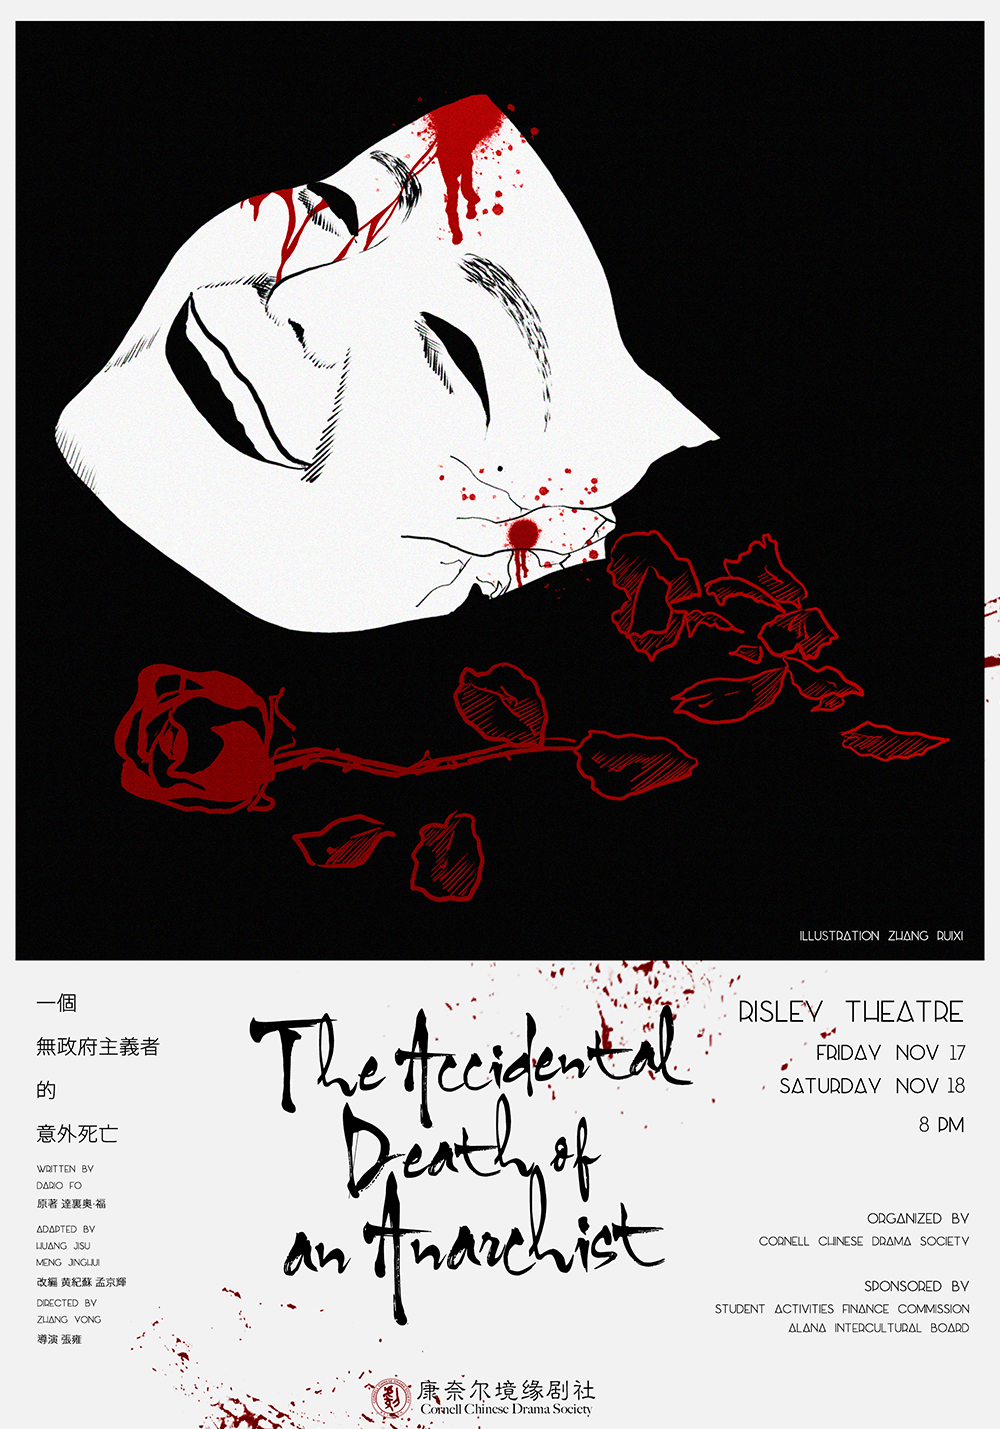 ILLUSTRATION ZHANG RUIXI
一個
無政府主義者
的
意外死亡
WRITTEN BY
DARIO FO
原著 達裏奧·福
ADAPTED BY
HUANG JISU
MENG JINGHUI
改編 黄紀蘇 孟京輝
DIRECTED BY
ZHANG YONG
導演 張雍
The Accidental
Death of
an Anarchist
RISLEY THEATRE
FRIDAY NOV 17
SATURDAY NOV 18
8 PM
ORGANIZED BY
CORNELL CHINESE DRAMA SOCIETY
SPONSORED BY
STUDENT ACTIVITIES FINANCE COMMISSION
ALANA INTERCULTURAL BOARD
康奈尔境缘剧社
Cornell Chinese Drama Society